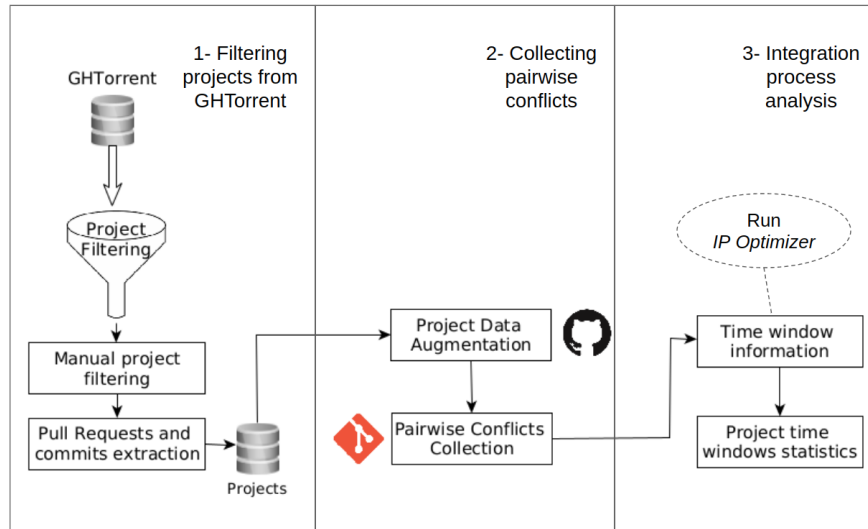 1- Filtering
projects from
GHTorrent
GHTorrent
Project
Filtering
Manual project
filtering
Pull Requests and
commits extraction
Projects
2- Collecting
pairwise
conflicts
Project Data
Augmentation
Pairwise Conflicts
Collection
3- Integration
process
analysis
Run
IP Optimizer
Time window
information
Project time
windows statistics